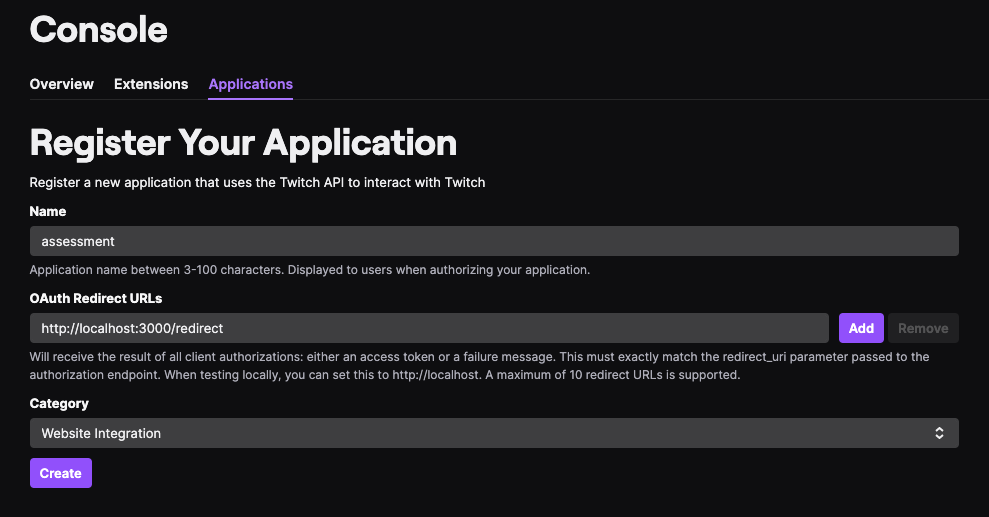 Console
Overview Extensions Applications
Register Your Application
Register a new application that uses the Twitch API to interact with Twitch
Name
assessment
Application name between 3-100 characters. Displayed to users when authorizing your application.
OAuth Redirect URLs
http://localhost:3000/redirect Add Remove
Will receive the result of all client authorizations: either an access token or a failure message. This must exactly match the redirect_uri parameter passed to the
authorization endpoint. When testing locally, you can set this to http://localhost. A maximum of 10 redirect URLs is supported.
Category
Website Integration
Create